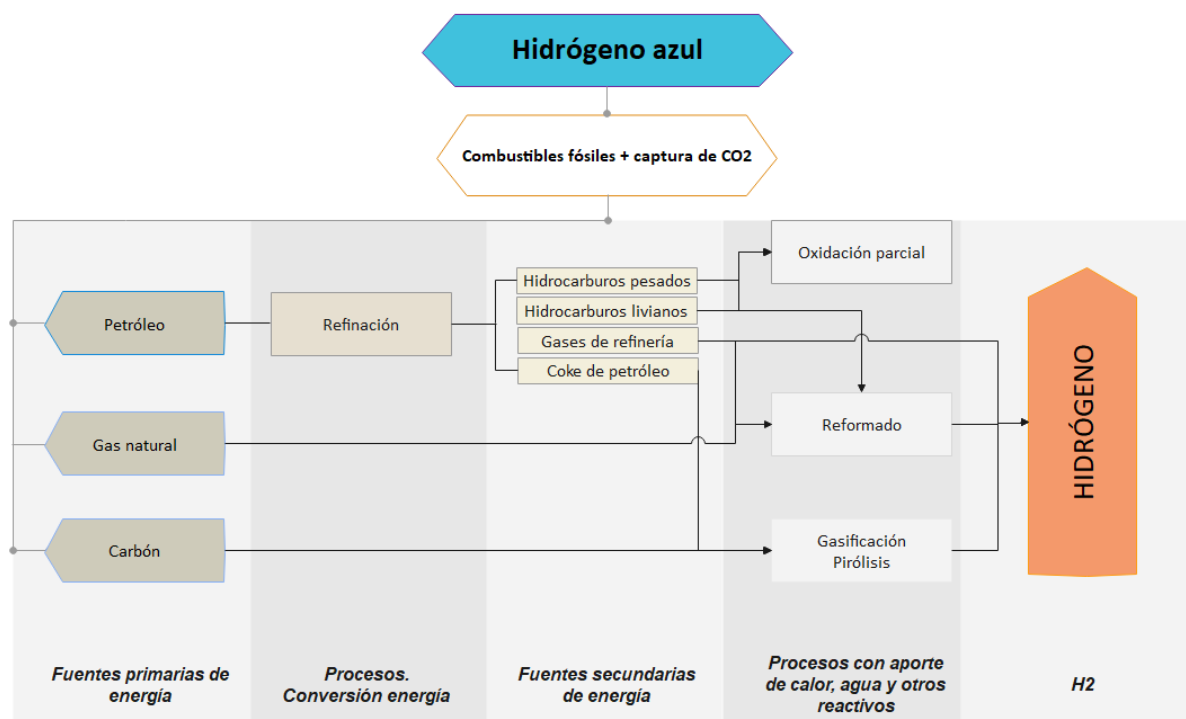 Hidrógeno azul
Combustibles fósiles + captura de CO2
Oxidación parcial
Hidrocarburos pesados
Hidrocarburos livianos
Petróleo
Refinación
Gases de refinería
Coke de petróleo
Gas natural
Reformado
HIDRÓGENO
Carbón
Gasificación
Pirólisis
Fuentes primarias de
energía
Procesos.
Conversión energía
Fuentes secundarias
de energía
Procesos con aporte
de calor, agua y otros
reactivos
H2